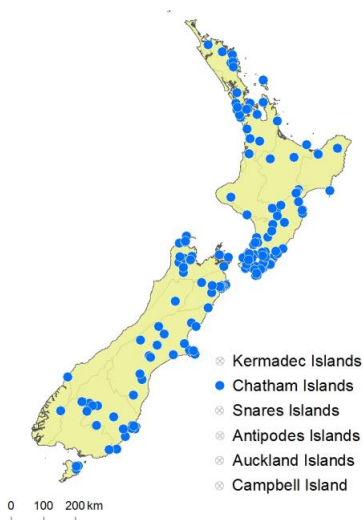 Kermadec Islands
Chatham Islands
Snares Islands
Antipodes Islands
Auckland Islands
Campbell Island
0 100 200 km